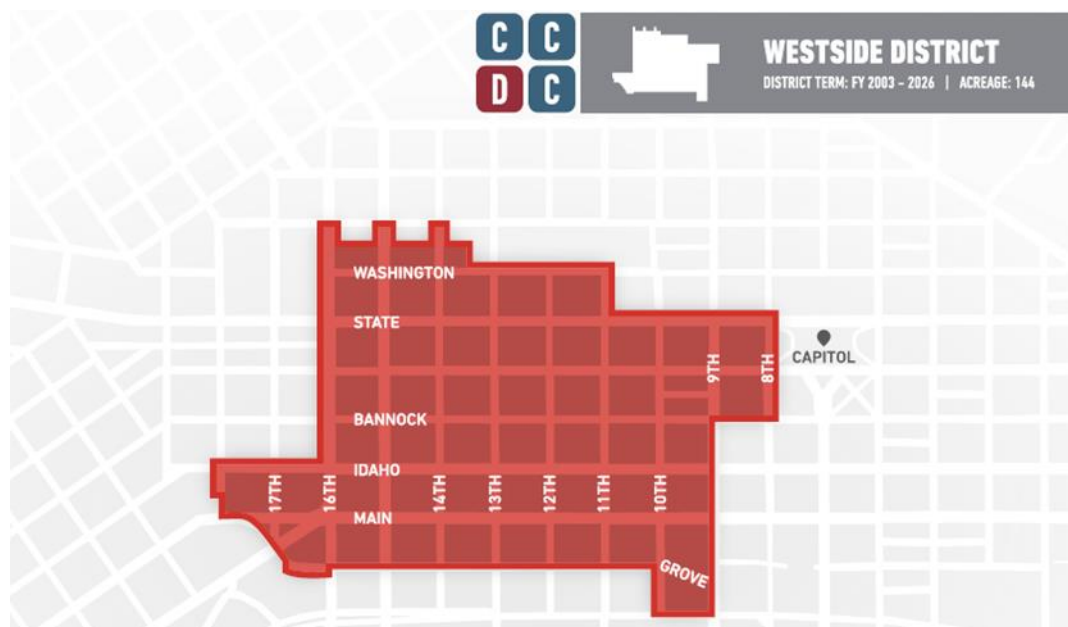 C C
D C
WESTSIDE DISTRICT
DISTRICT TERM: FY 2003 – 2026 | ACREAGE: 144
WASHINGTON
STATE
CAPITOL
9TH
8TH
BANNOCK
IDAHO
17TH
16TH
14TH
13TH
12TH
11TH
10TH
MAIN
GROVE